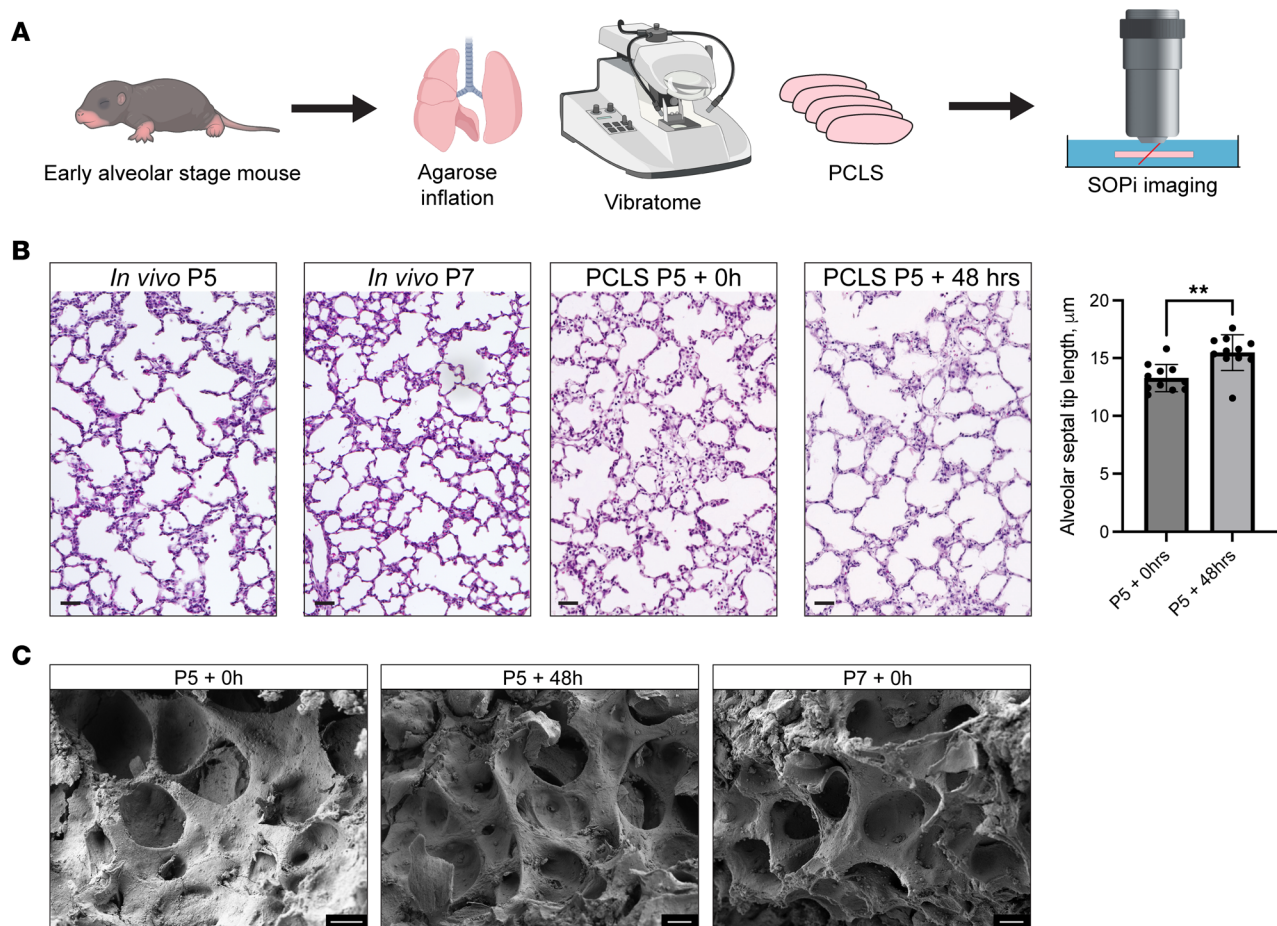 A
Early alveolar stage mouse
Agarose
inflation
Vibratome
PCLS
SOPi imaging
B
In vivo P5
In vivo P7
PCLS P5 + 0h
PCLS P5 + 48 hrs
Alveolar septal tip length, μm
20
15
10
5
0
**
P5 + 0hrs
P5 + 48hrs
C
P5 + 0h
P5 + 48h
P7 + 0h